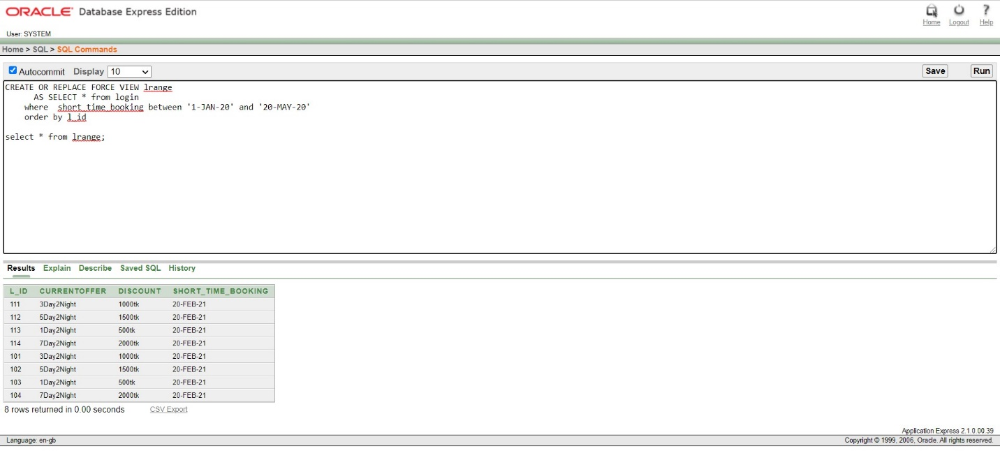 ORACLE® Database Express Edition
Home Logout Help
User: SYSTEM
Home > SQL > SQL Commands
Autocommit Display 10 Save Run
CREATE OR REPLACE FORCE VIEW lrange
AS SELECT * from login
where short_time_booking between '1-JAN-20' and '20-MAY-20'
order by l_id
select * from lrange;
Results Explain Describe Saved SQL History
L_ID CURRENTOFFER DISCOUNT SHORT_TIME_BOOKING
111 3Day2Night 1000tk 20-FEB-21
112 5Day2Night 1500tk 20-FEB-21
113 1Day2Night 500tk 20-FEB-21
114 7Day2Night 2000tk 20-FEB-21
101 3Day2Night 1000tk 20-FEB-21
102 5Day2Night 1500tk 20-FEB-21
103 1Day2Night 500tk 20-FEB-21
104 7Day2Night 2000tk 20-FEB-21
8 rows returned in 0.00 seconds CSV Export
Application Express 2.1.0.00.39
Language: en-gb Copyright © 1999, 2006, Oracle. All rights reserved.